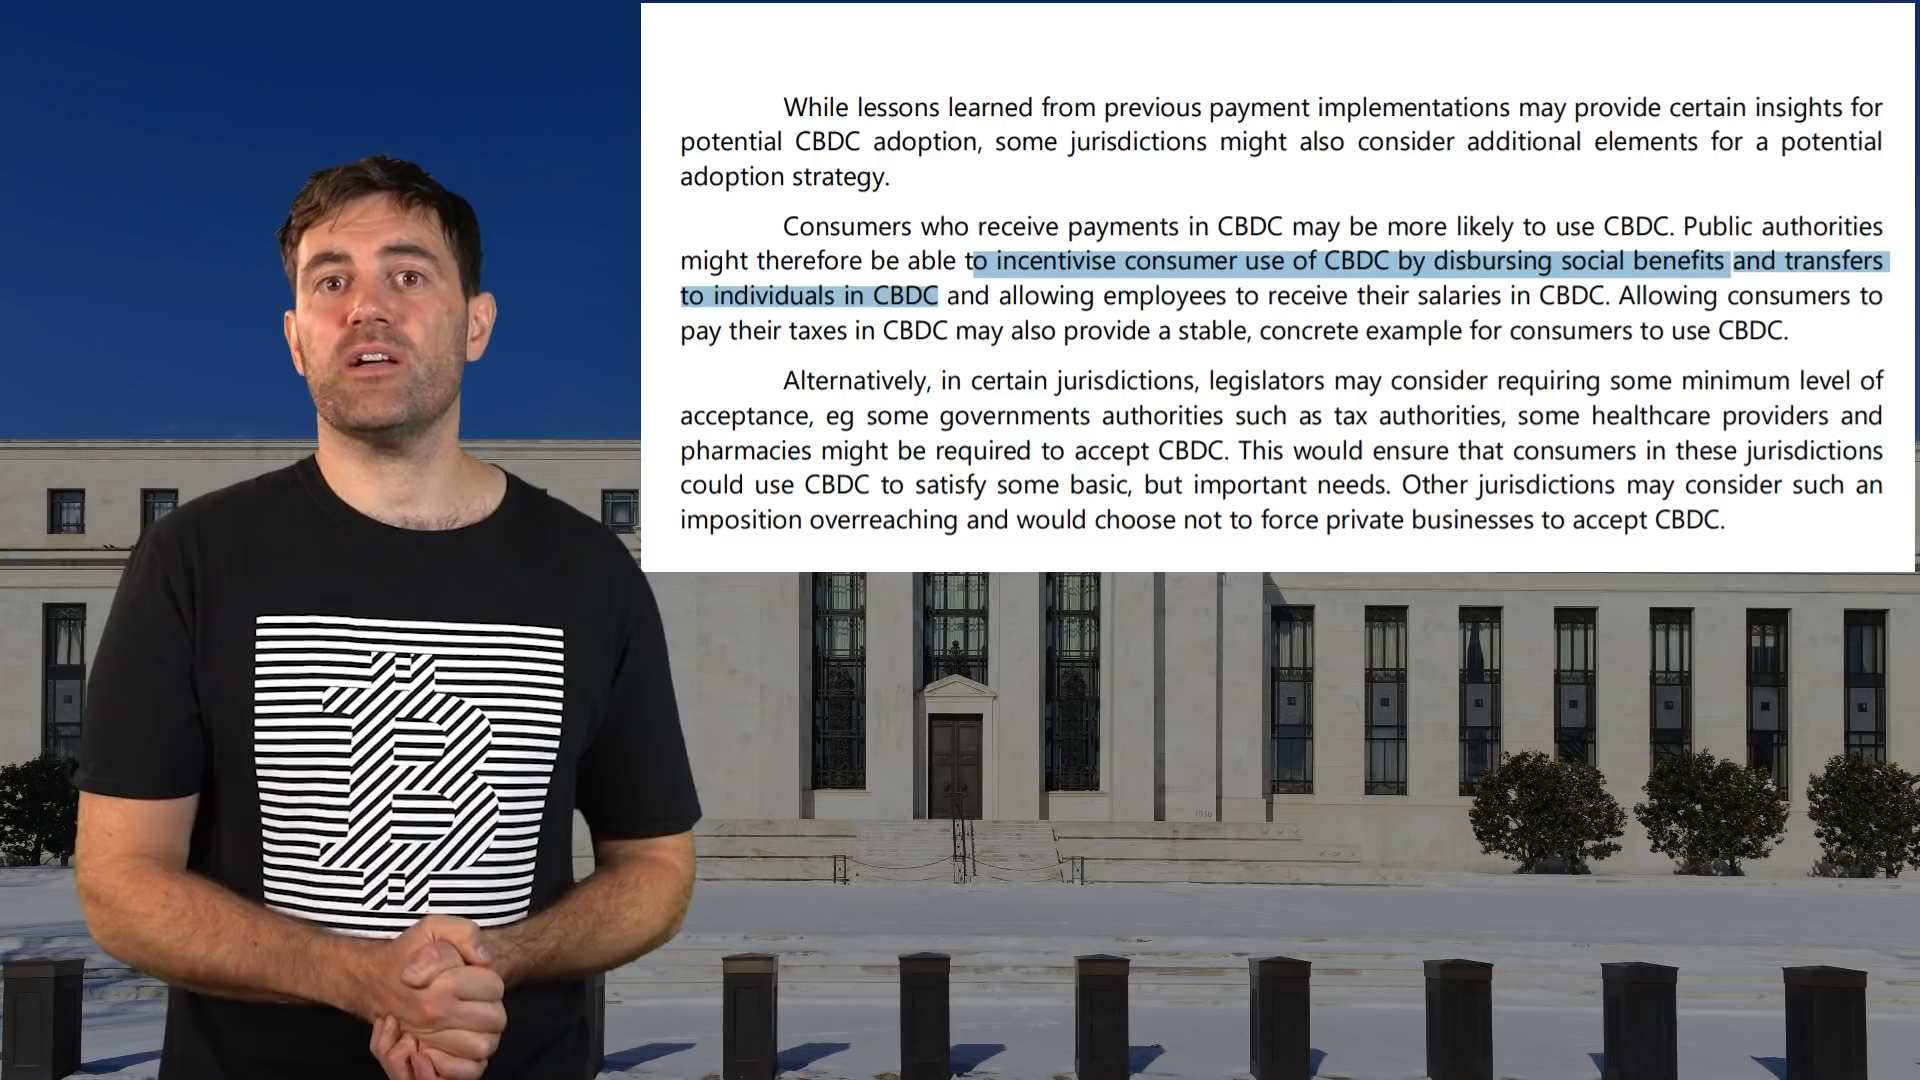 While lessons learned from previous payment implementations may provide certain insights for
potential CBDC adoption, some jurisdictions might also consider additional elements for a potential
adoption strategy.
Consumers who receive payments in CBDC may be more likely to use CBDC. Public authorities
might therefore be able to incentivise consumer use of CBDC by disbursing social benefits and transfers
to individuals in CBDC and allowing employees to receive their salaries in CBDC. Allowing consumers to
pay their taxes in CBDC may also provide a stable, concrete example for consumers to use CBDC.
Alternatively, in certain jurisdictions, legislators may consider requiring some minimum level of
acceptance, eg some governments authorities such as tax authorities, some healthcare providers and
pharmacies might be required to accept CBDC. This would ensure that consumers in these jurisdictions
could use CBDC to satisfy some basic, but important needs. Other jurisdictions may consider such an
imposition overreaching and would choose not to force private businesses to accept CBDC.
B